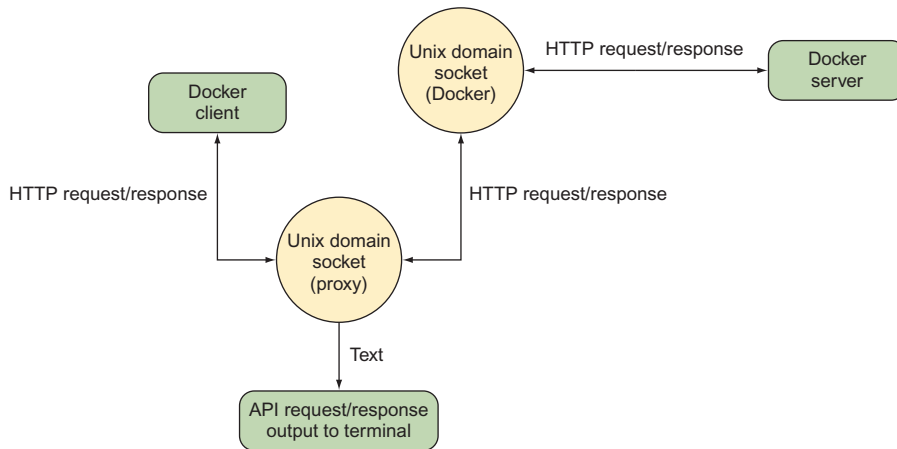 Unix domain
socket
(Docker)
HTTP request/response
Docker
server
Docker
client
HTTP request/response
HTTP request/response
Unix domain
socket
(proxy)
Text
API request/response
output to terminal